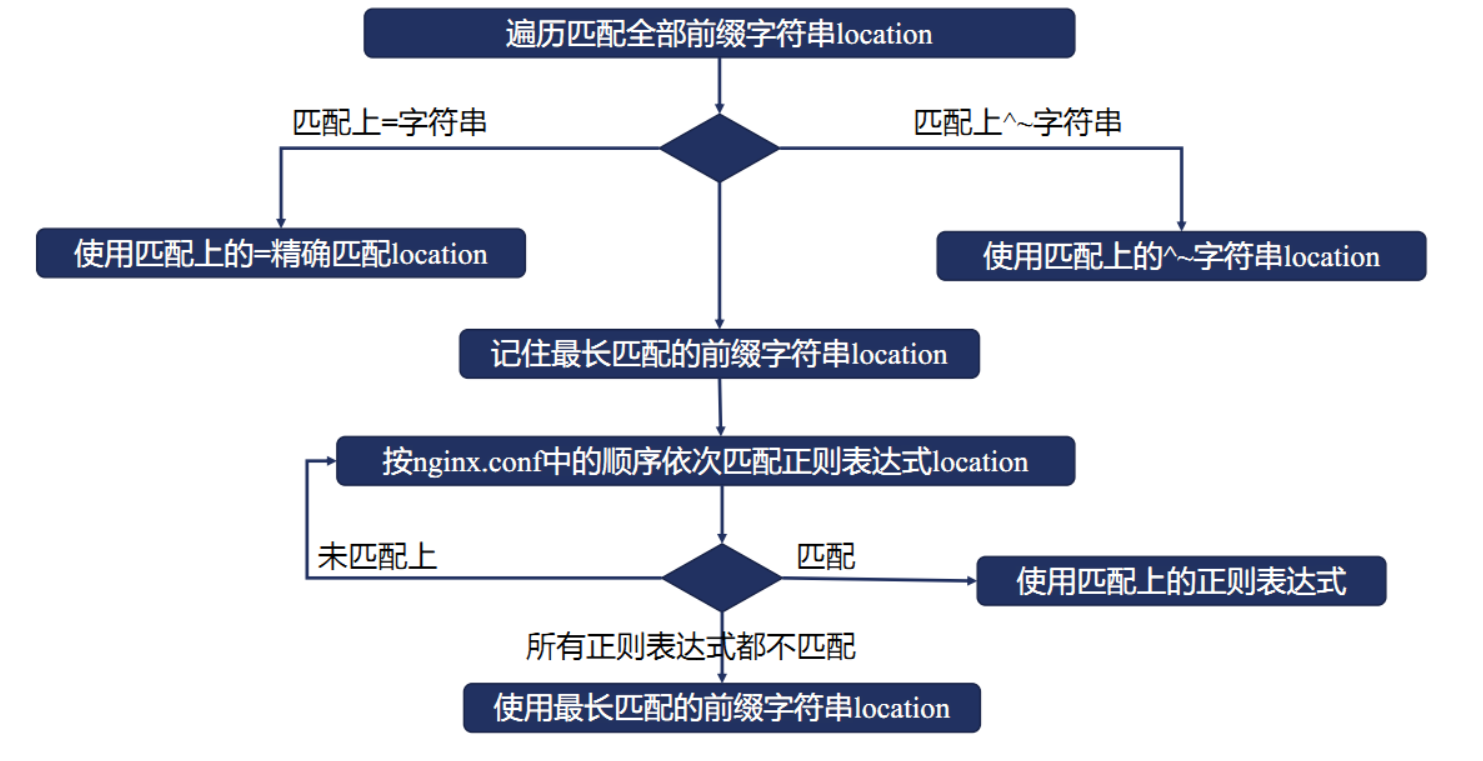 遍历匹配全部前缀字符串location
匹配上=字符串
匹配上^~字符串
使用匹配上的=精确匹配location
使用匹配上的^~字符串location
记住最长匹配的前缀字符串location
按nginx.conf中的顺序依次匹配正则表达式location
未匹配上
匹配
使用匹配上的正则表达式
所有正则表达式都不匹配
使用最长匹配的前缀字符串location